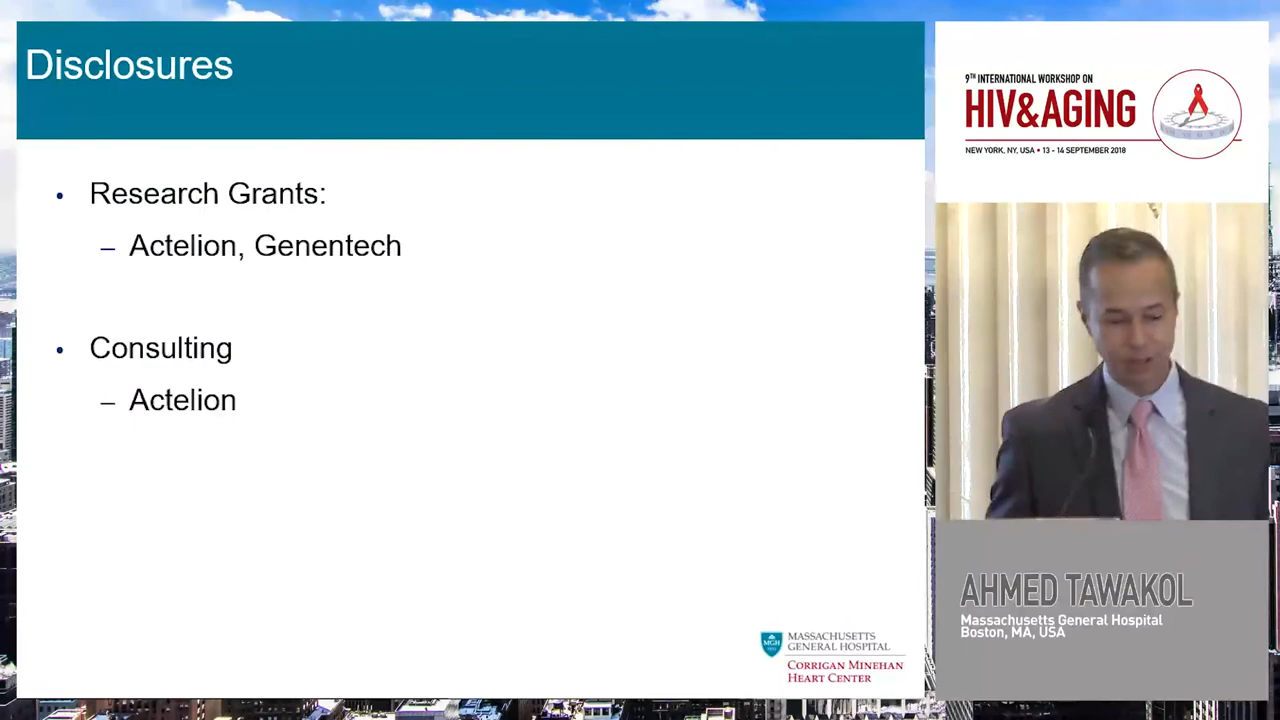 Disclosures
• Research Grants:
– Actelion, Genentech
• Consulting
– Actelion
MGH
MASSACHUSETTS
GENERAL HOSPITAL
CORRIGAN MINEHAN
HEART CENTER
9TH INTERNATIONAL WORKSHOP ON
HIV&AGING
NEW YORK, NY, USA • 13 - 14 SEPTEMBER 2018
AHMED TAWAKOL
Massachusetts General Hospital
Boston, MA, USA